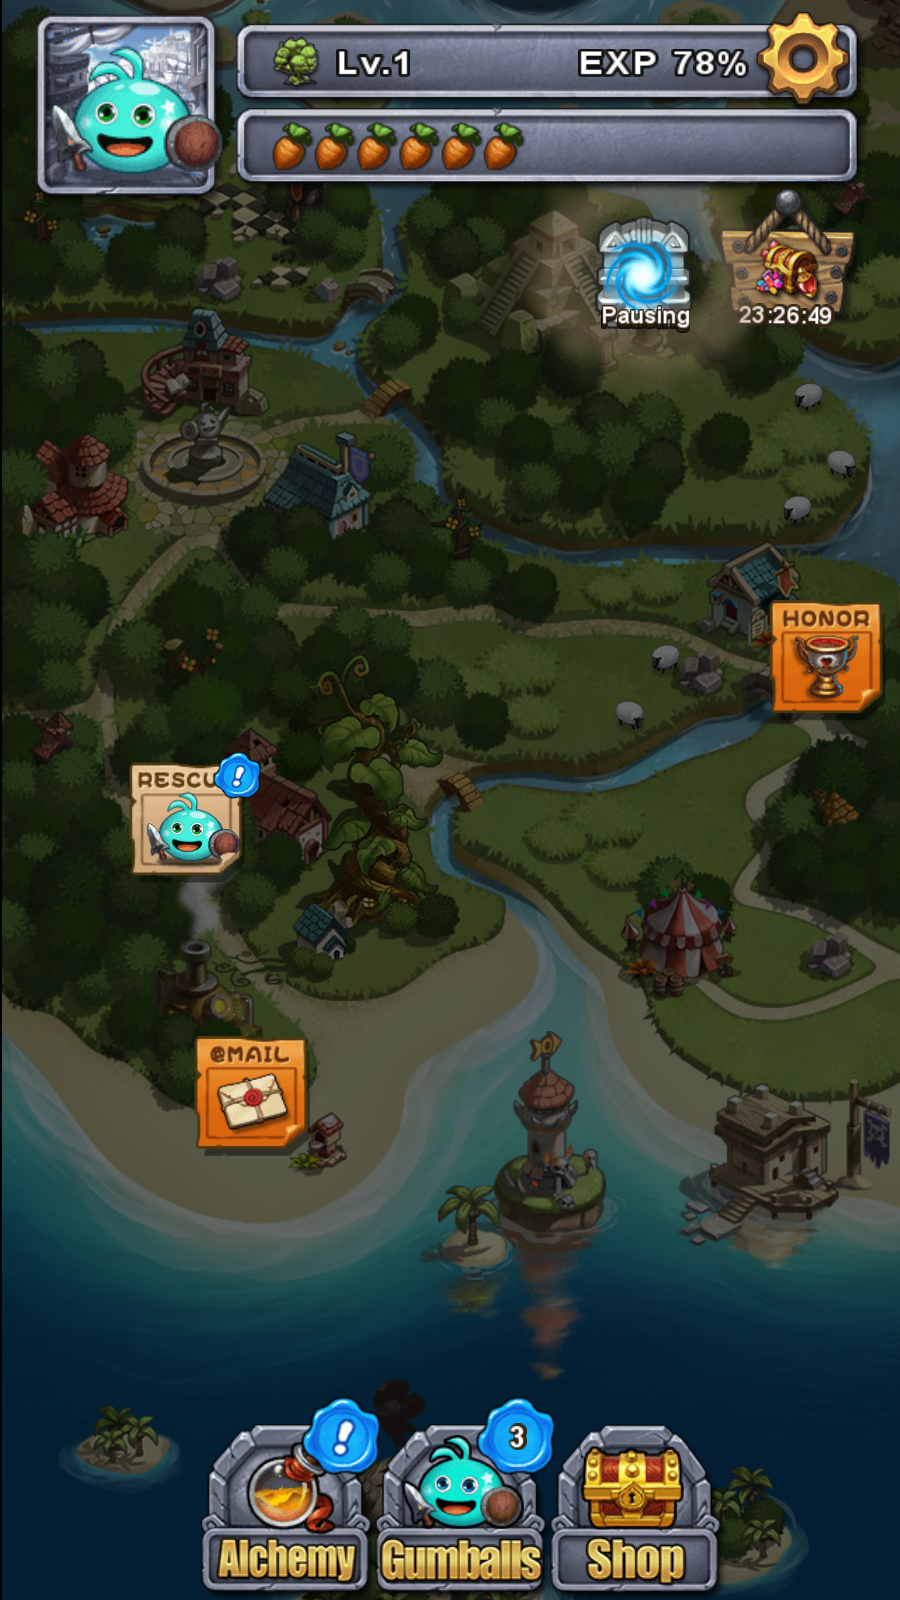 Lv.1 EXP 78%
Pausing
23:26:49
HONOR
RESCU
!
@MAIL
!
3
Alchemy
Gumballs
Shop